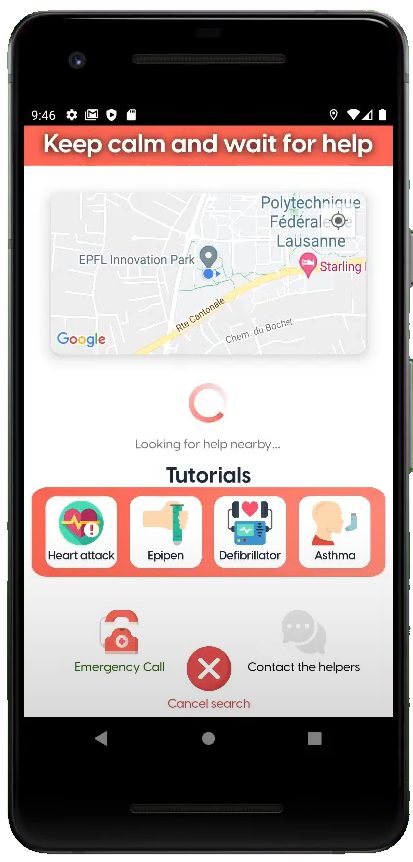 9:46
Keep calm and wait for help
Polytechnique
Fédérale
Lausanne
EPFL Innovation Park
Starling
Rte Cantonale
Chem. du Bochet
Google
Looking for help nearby...
Tutorials
Heart attack
Epipen
Defibrillator
Asthma
Emergency Call
Contact the helpers
Cancel search